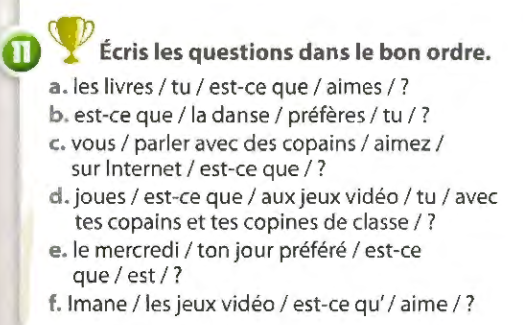 11 Écris les questions dans le bon ordre.
a. les livres / tu / est-ce que / aimes / ?
b. est-ce que / la danse / préfères / tu / ?
c. vous / parler avec des copains / aimez /
sur Internet / est-ce que / ?
d. joues / est-ce que / aux jeux vidéo / tu / avec
tes copains et tes copines de classe / ?
e. le mercredi / ton jour préféré / est-ce
que / est / ?
f. Imane / les jeux vidéo / est-ce qu' / aime / ?